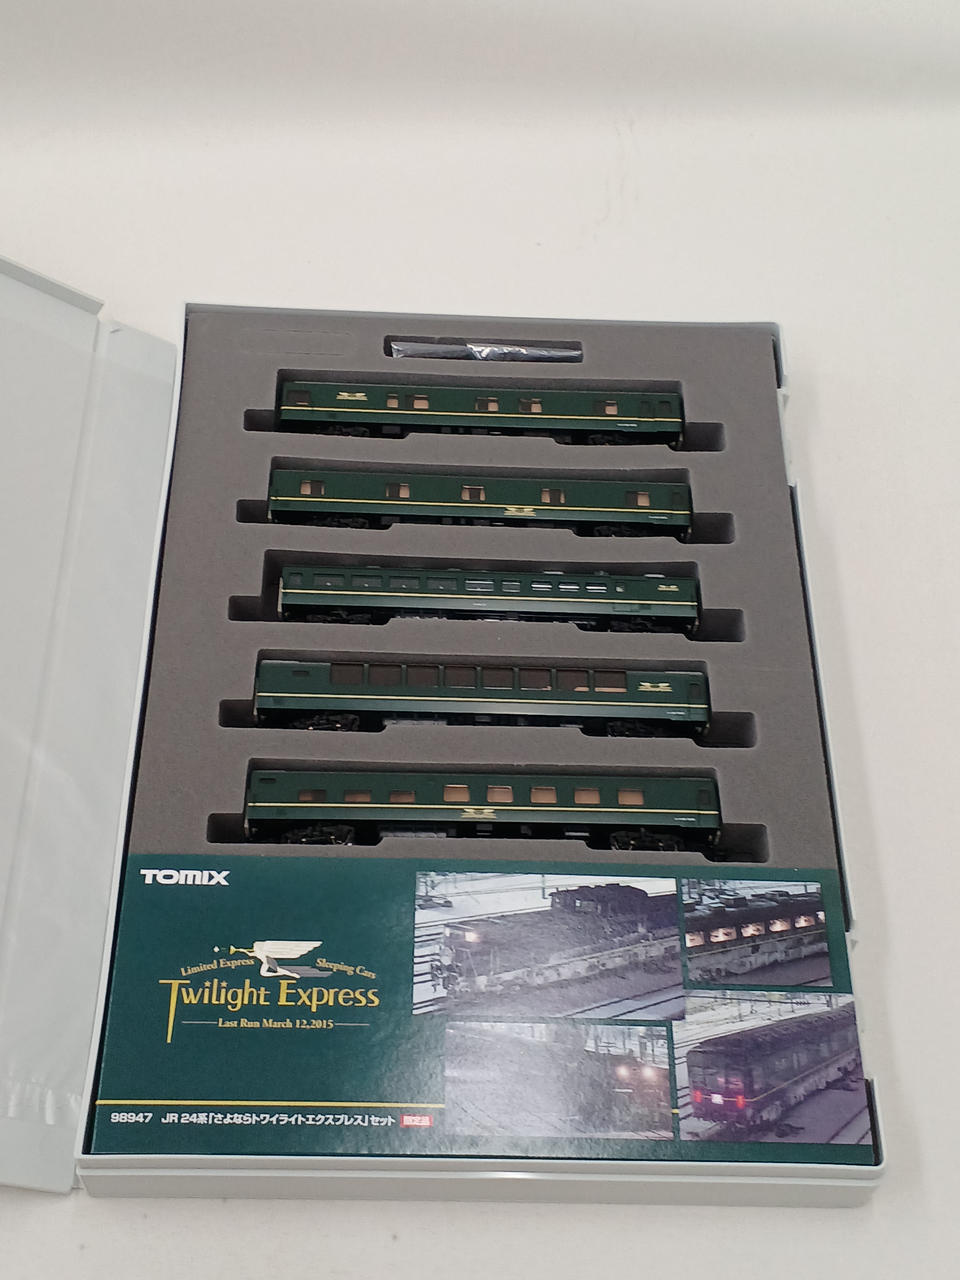 TOMIX
Limited Express Sleeping Cars
Twilight Express
Last Run March 12,2015
98947 JR 24系「さよならトワイライトエクスプレス」セット 限定品